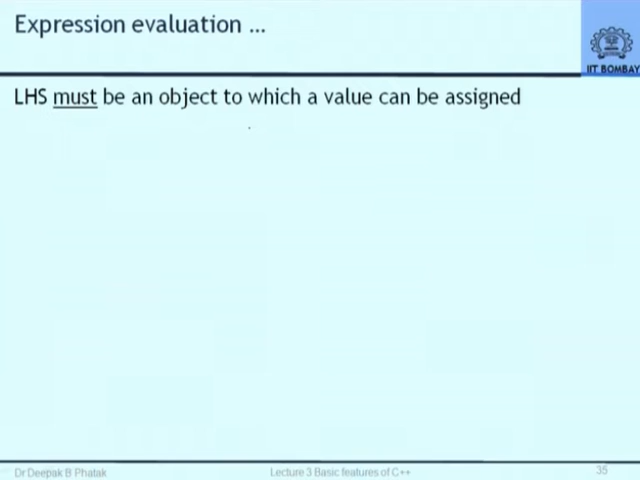 Expression evaluation ...
IIT BOMBAY
LHS must be an object to which a value can be assigned
Dr Deepak B Phatak
Lecture 3 Basic features of C++
35